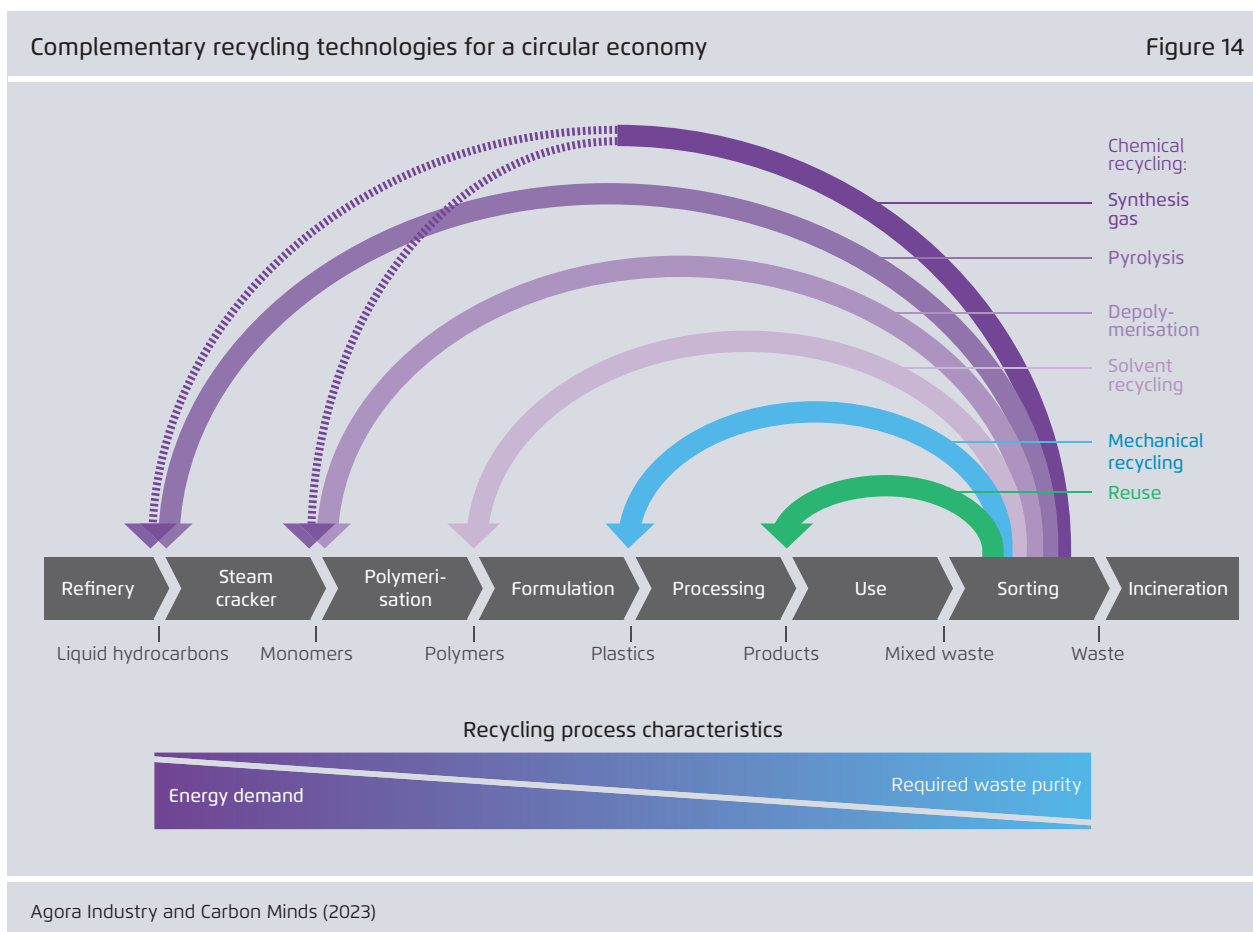 Complementary recycling technologies for a circular economy
Figure 14
Chemical
recycling:
Synthesis
gas
Pyrolysis
Depoly-
merisation
Solvent
recycling
Mechanical
recycling
Reuse
Refinery
Steam
cracker
Polymeri-
sation
Formulation
Processing
Use
Sorting
Incineration
Liquid hydrocarbons
Monomers
Polymers
Plastics
Products
Mixed waste
Waste
Recycling process characteristics
Energy demand
Required waste purity
Agora Industry and Carbon Minds (2023)